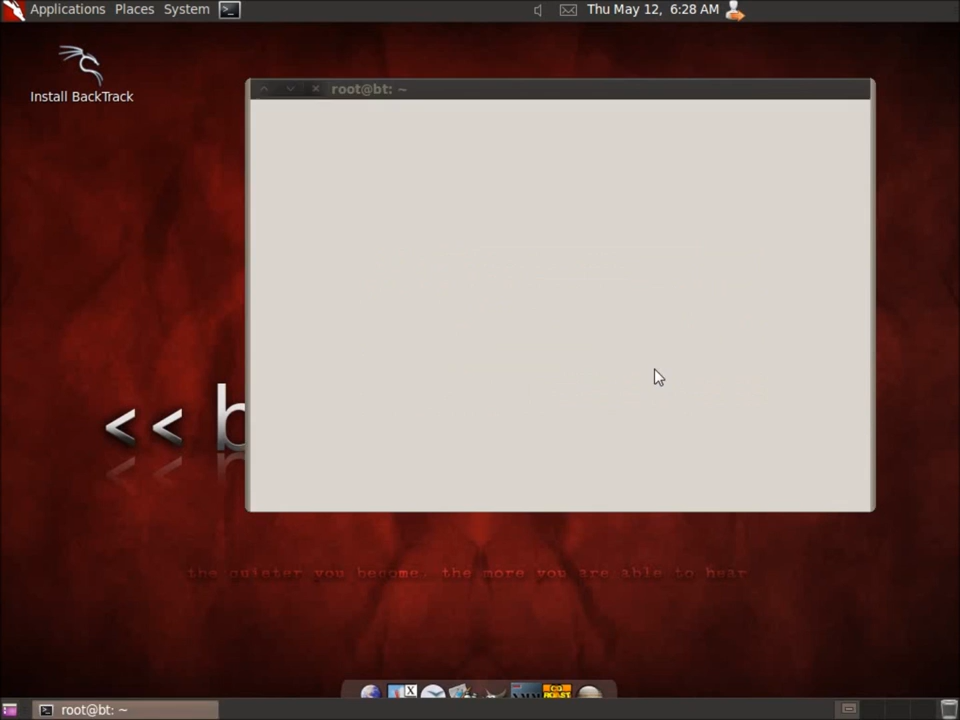 Applications Places System Thu May 12, 6:28 AM
Install BackTrack
root@bt: ~
<< b
the quieter you become, the more you are able to hear
root@bt: ~